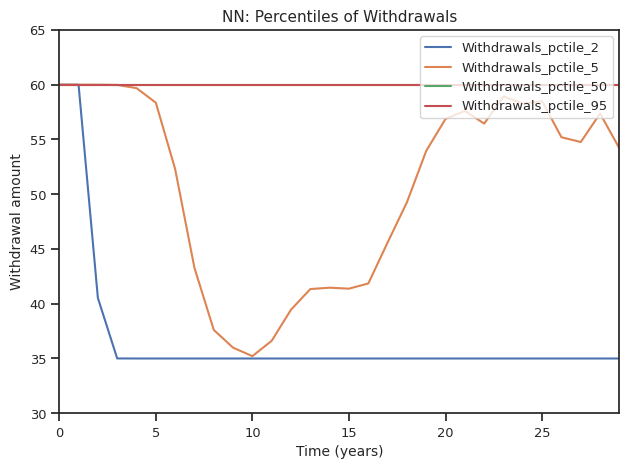 NN: Percentiles of Withdrawals
65
60
55
50
45
40
35
30
Withdrawal amount
Withdrawals_pctile_2
Withdrawals_pctile_5
Withdrawals_pctile_50
Withdrawals_pctile_95
0 5 10 15 20 25
Time (years)